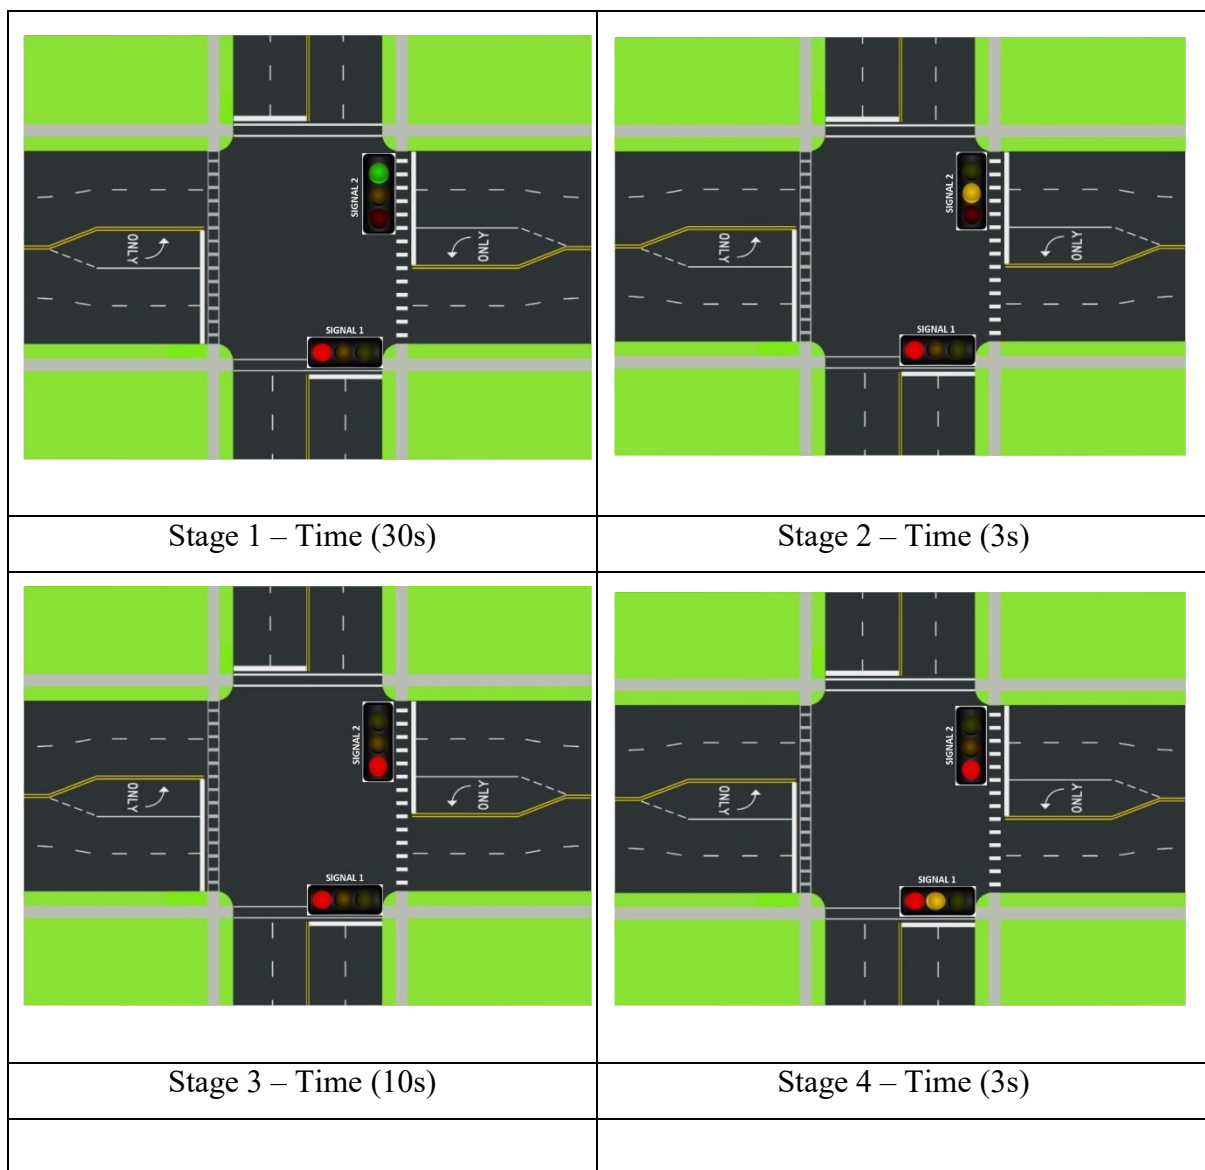 SIGNAL 2
ONLY
ONLY
SIGNAL 1
SIGNAL 2
ONLY
ONLY
SIGNAL 1
Stage 1 – Time (30s)
Stage 2 – Time (3s)
SIGNAL 2
ONLY
ONLY
SIGNAL 1
SIGNAL 2
ONLY
ONLY
SIGNAL 1
Stage 3 – Time (10s)
Stage 4 – Time (3s)